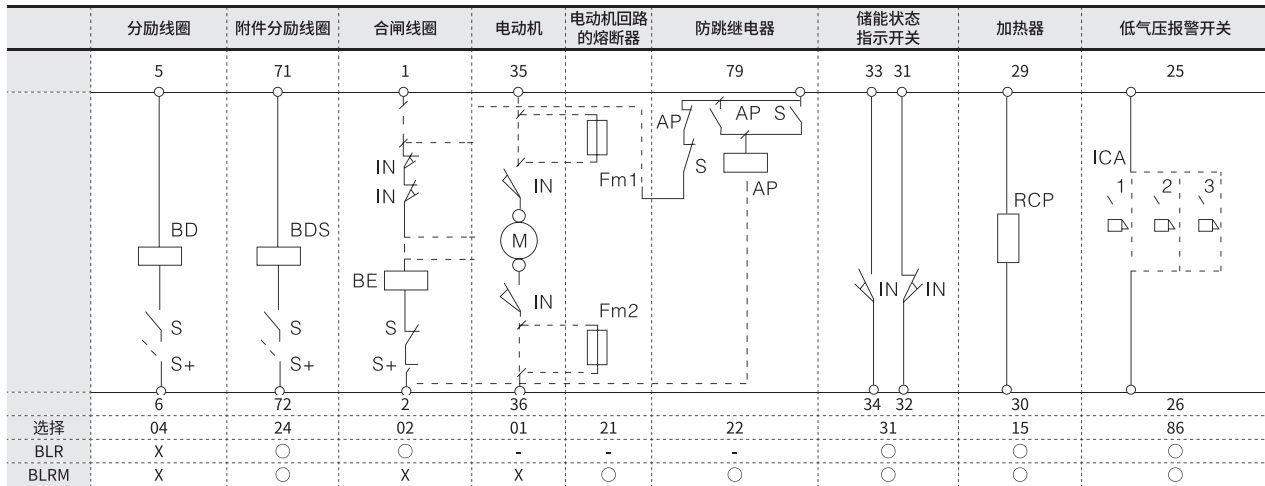 分励线圈 附件分励线圈 合闸线圈 电动机 电动机回路的熔断器 防跳继电器 储能状态指示开关 加热器 低气压报警开关
5 71 1 35 79 33 31 29 25
AP AP S
ICA
IN S 1 2 3
IN IN Fm1 AP
RCP
BD BDS M
BE IN IN IN
Fm2
S S S
S+ S+ S+
6 72 2 36 34 32 30 26
选择 04 24 02 01 21 22 31 15 86
BLR X ○ ○ - - - ○ ○ ○
BLRM X ○ X X ○ ○ ○ ○ ○